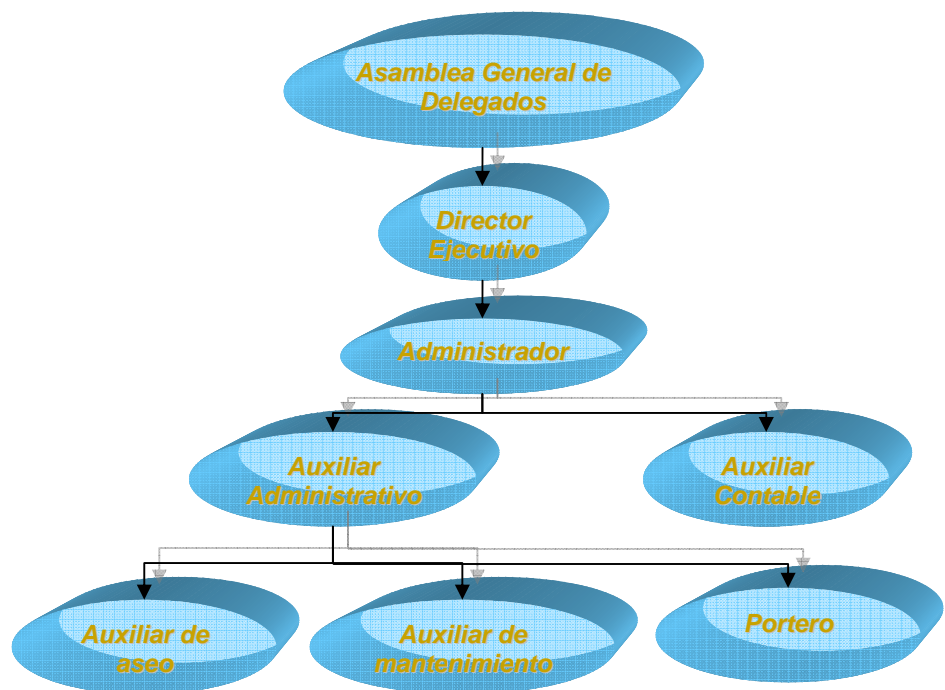 Asamblea General de
Delegados
Director
Ejecutivo
Administrador
Auxiliar
Administrativo
Auxiliar
Contable
Auxiliar de
aseo
Auxiliar de
mantenimiento
Portero